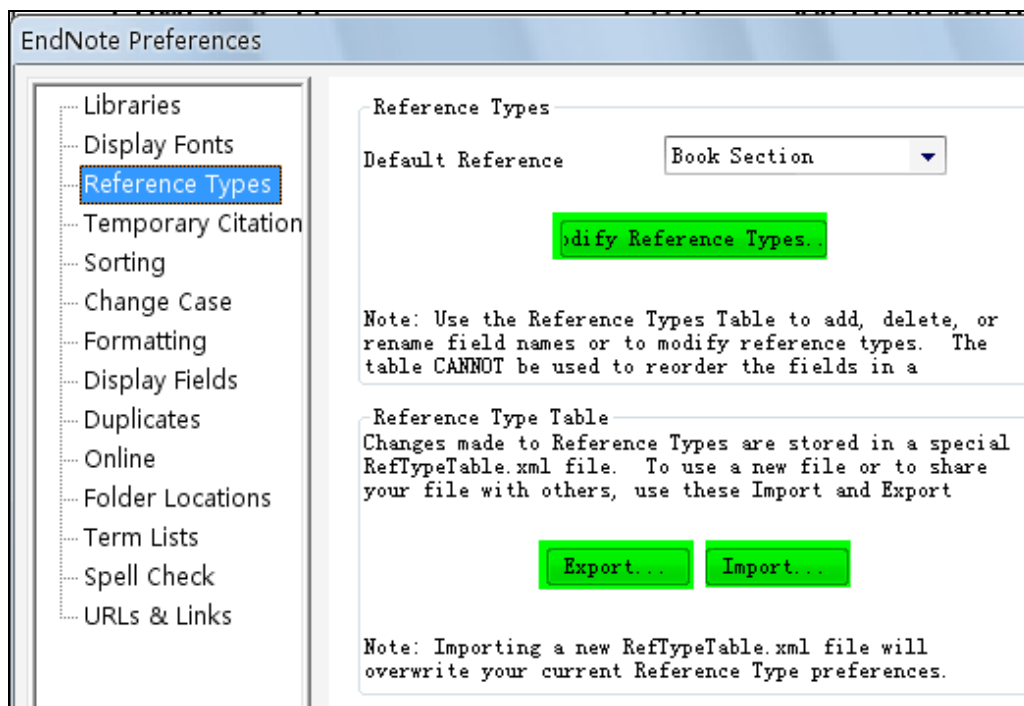 EndNote Preferences
Libraries
Display Fonts
Reference Types
Temporary Citation
Sorting
Change Case
Formatting
Display Fields
Duplicates
Online
Folder Locations
Term Lists
Spell Check
URLs & Links
Reference Types
Default Reference
Book Section
dify Reference Types..
Note: Use the Reference Types Table to add, delete, or
rename field names or to modify reference types. The
table CANNOT be used to reorder the fields in a
Reference Type Table
Changes made to Reference Types are stored in a special
RefTypeTable.xml file. To use a new file or to share
your file with others, use these Import and Export
Export... Import...
Note: Importing a new RefTypeTable.xml file will
overwrite your current Reference Type preferences.